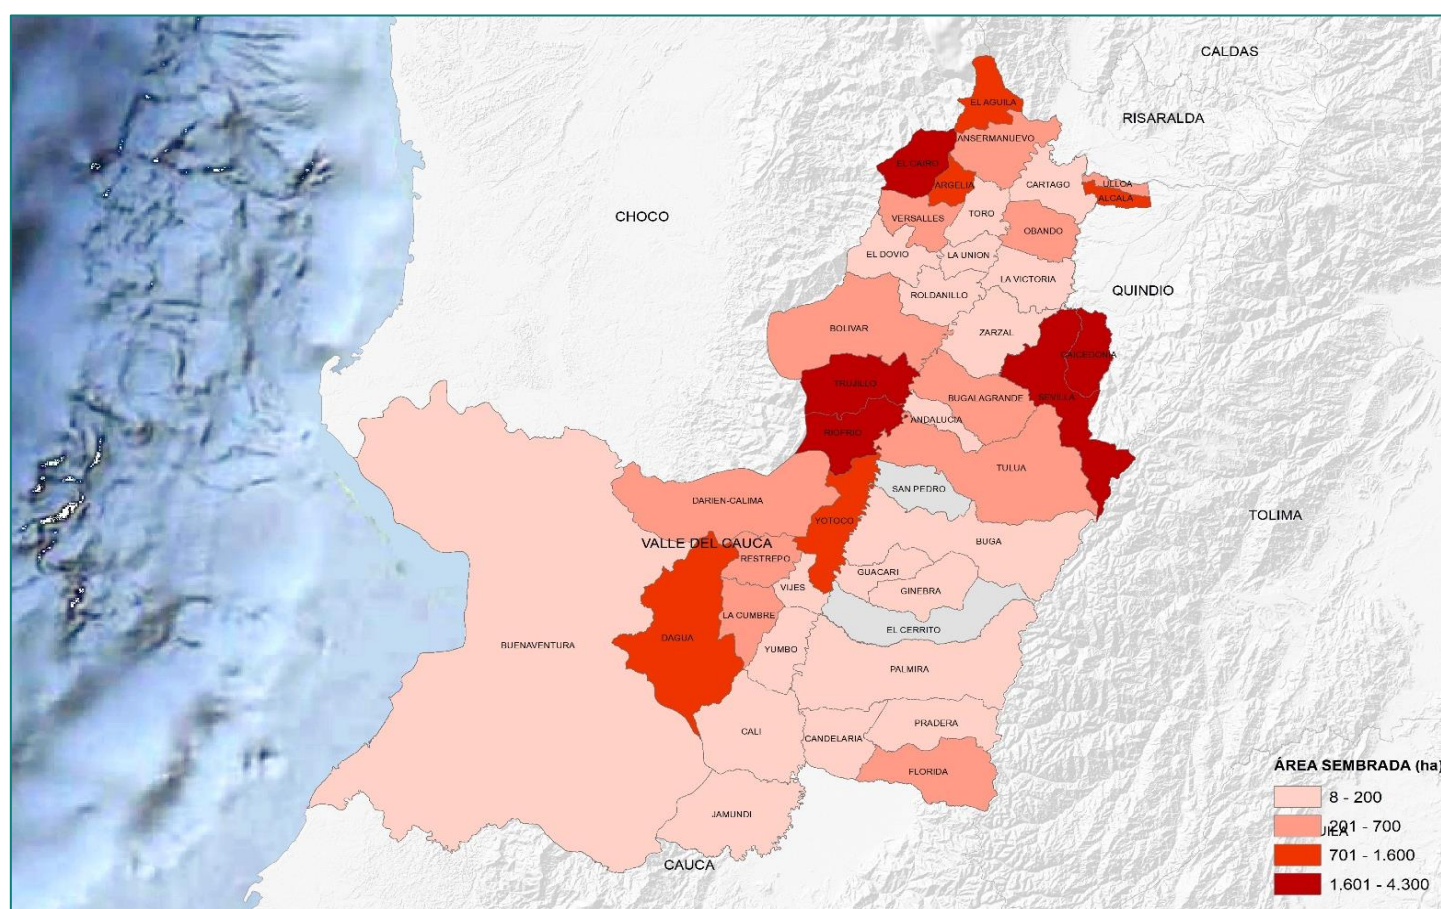 CALDAS
EL AGUILA
RISARALDA
ANSERMANUEVO
EL CAIRO
ARGELIA
CARTAGO
ULLOA
ALCALA
CHOCO
VERSALLES
TORO
OBANDO
EL DOVIO
LA UNION
LA VICTORIA
ROLDANILLO
QUINDIO
BOLIVAR
ZARZAL
CAICEDONIA
TRUJILLO
SEVILLA
BUGALAGRANDE
ANDALUCIA
RIOFRIO
TULUA
SAN PEDRO
DARIEN-CALIMA
TOLIMA
YOTOCO
VALLE DEL CAUCA
BUGA
RESTREPO
GUACARI
VIJES
GINEBRA
LA CUMBRE
EL CERRITO
DAGUA
BUENAVENTURA
YUMBO
PALMIRA
PRADERA
CALI
CANDELARIA
FLORIDA
JAMUNDI
CAUCA
ÁREA SEMBRADA (ha)
8 - 200
201 - 700
UILA
701 - 1.600
1.601 - 4.300